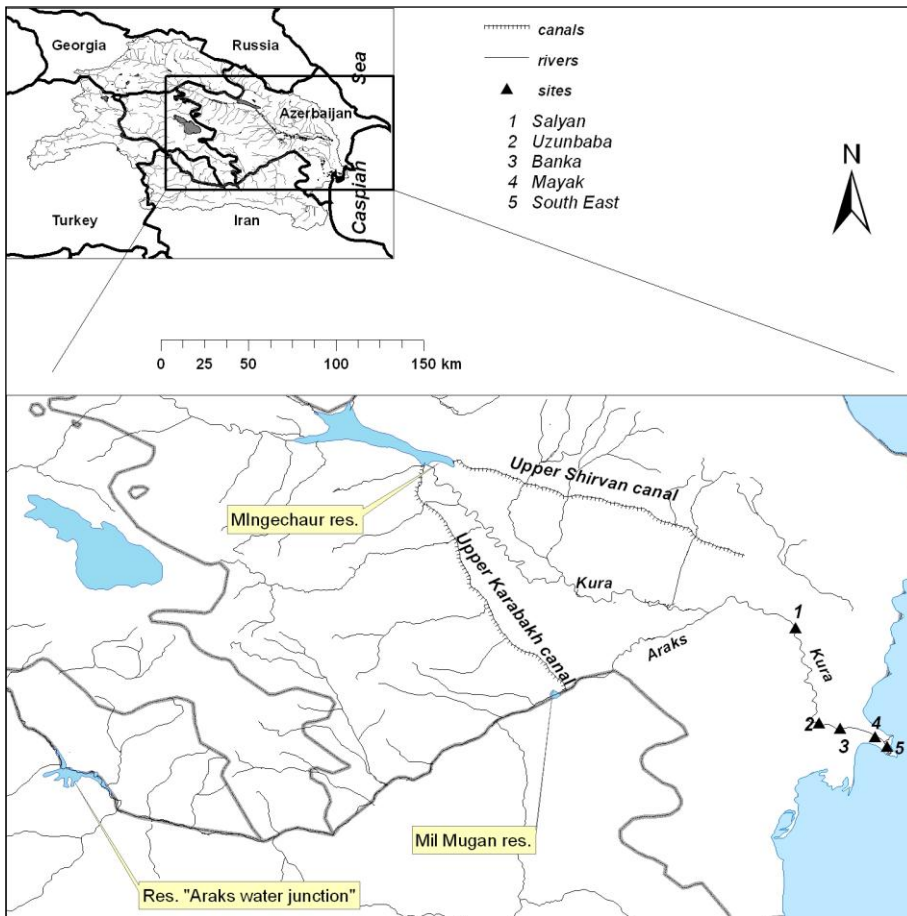 Georgia
Russia
Sea
Azerbaijan
Caspian
Turkey
Iran
canals
rivers
sites
1 Salyan
2 Uzunbaba
3 Banka
4 Mayak
5 South East
N
0 25 50 100 150 km
Upper Shirvan canal
MIngechaur res.
Upper Karabakh canal
Kura
Araks
1
Kura
2
3
4
5
Mil Mugan res.
Res. "Araks water junction"